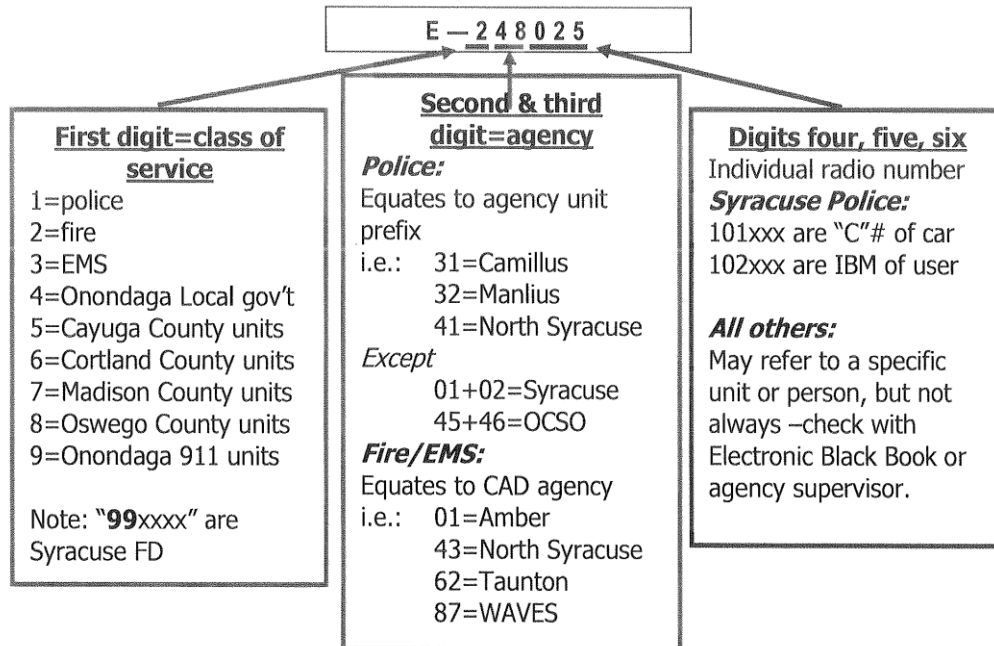 E — 2 4 8 0 2 5
First digit=class of
service
1=police
2=fire
3=EMS
4=Onondaga Local gov't
5=Cayuga County units
6=Cortland County units
7=Madison County units
8=Oswego County units
9=Onondaga 911 units
Note: "99xxxx" are
Syracuse FD
Second & third
digit=agency
Police:
Equates to agency unit
prefix
i.e.: 31=Camillus
32=Manlius
41=North Syracuse
Except
01+02=Syracuse
45+46=OCSO
Fire/EMS:
Equates to CAD agency
i.e.: 01=Amber
43=North Syracuse
62=Taunton
87=WAVES
Digits four, five, six
Individual radio number
Syracuse Police:
101xxx are "C"# of car
102xxx are IBM of user
All others:
May refer to a specific
unit or person, but not
always –check with
Electronic Black Book or
agency supervisor.